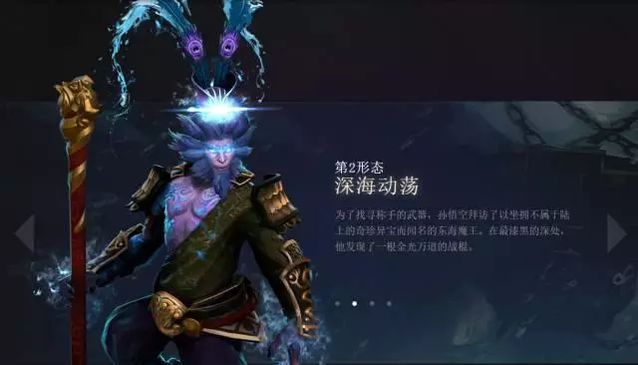 第2形态
深海动荡
为了找寻称手的武器，孙悟空拜访了以坐拥不属于陆
上的奇珍异宝而闻名的东海魔王。在最漆黑的深处，
他发现了一根金光万道的战棍。